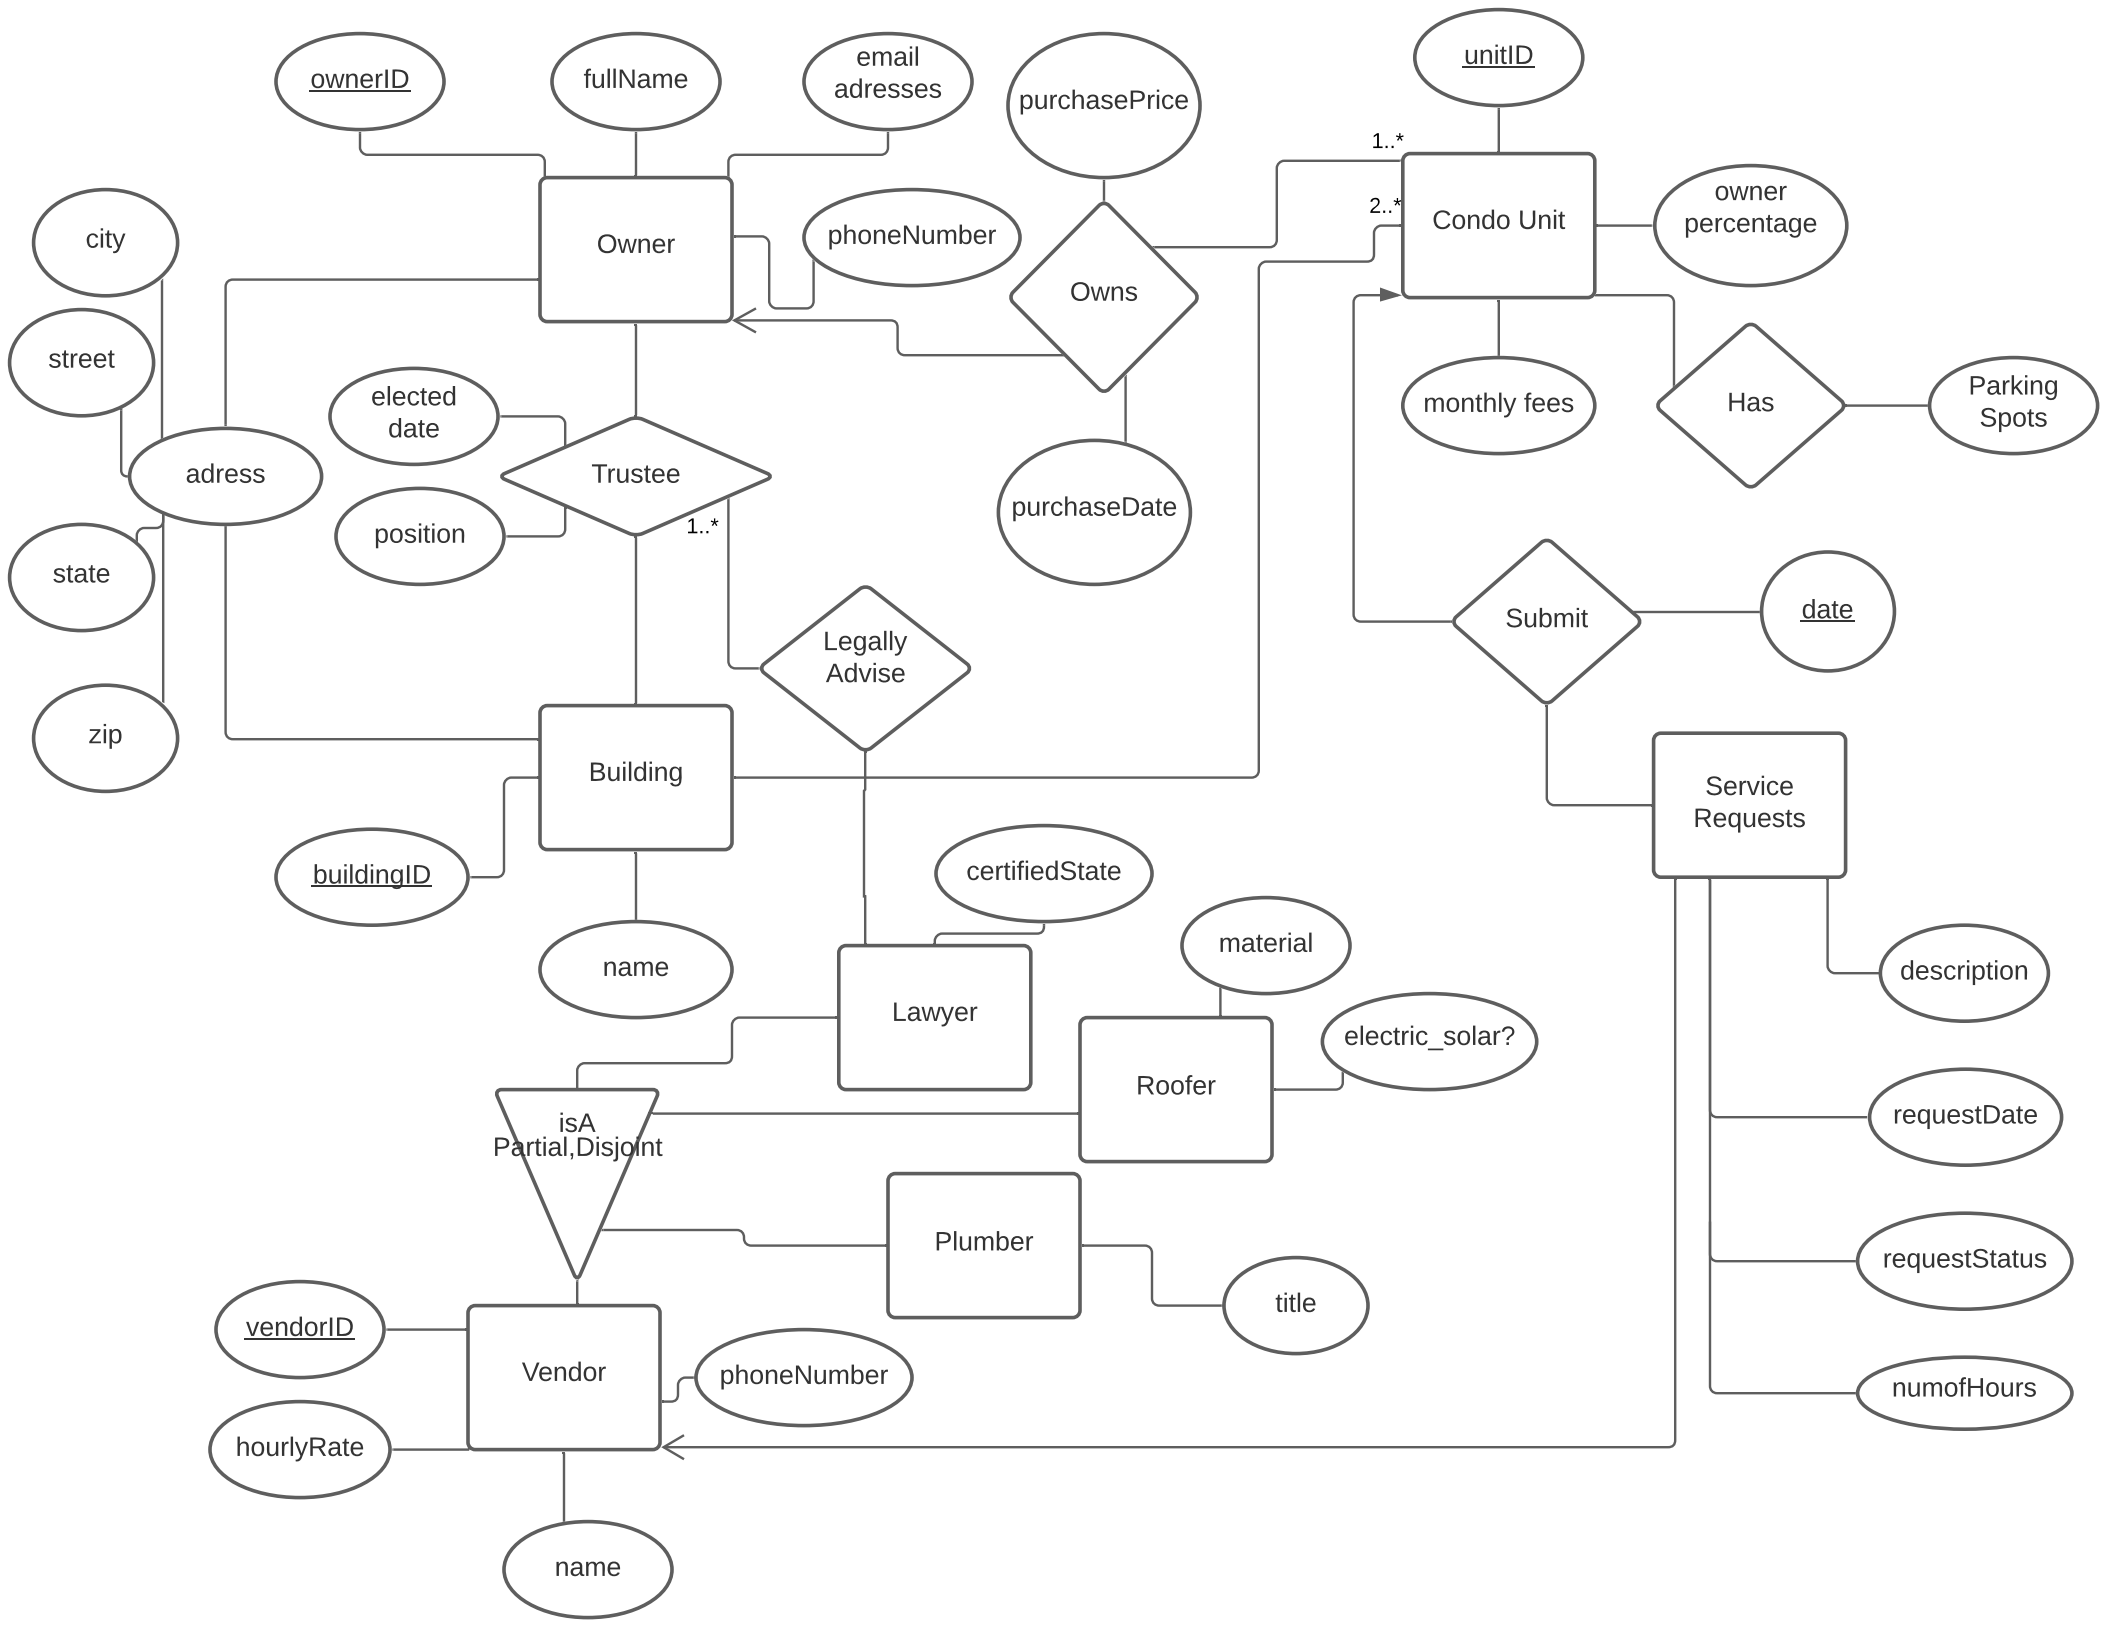 unitID
ownerID
fullName
email
adresses
purchasePrice
1..*
owner
percentage
2..*
Condo Unit
city
Owner
phoneNumber
Owns
street
elected
date
monthly fees
Has
Parking
Spots
adress
Trustee
purchaseDate
position
1..*
state
Submit
date
Legally
Advise
zip
Building
Service
Requests
buildingID
certifiedState
name
material
description
Lawyer
electric_solar?
Roofer
isA
Partial,Disjoint
requestDate
Plumber
requestStatus
title
vendorID
Vendor
phoneNumber
numofHours
hourlyRate
name